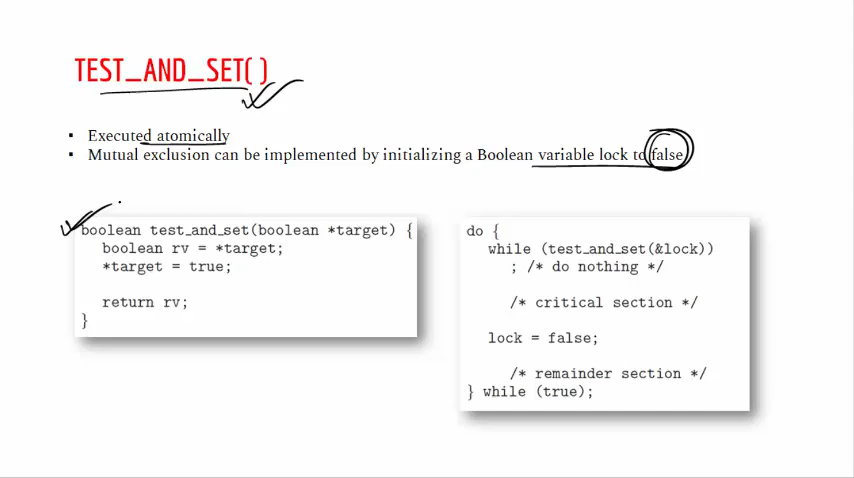 TEST_AND_SET()
▪ Executed atomically
▪ Mutual exclusion can be implemented by initializing a Boolean variable lock to false
boolean test_and_set(boolean *target) {
boolean rv = *target;
*target = true;
return rv;
}
do {
while (test_and_set(&lock))
; /* do nothing */
/* critical section */
lock = false;
/* remainder section */
} while (true);